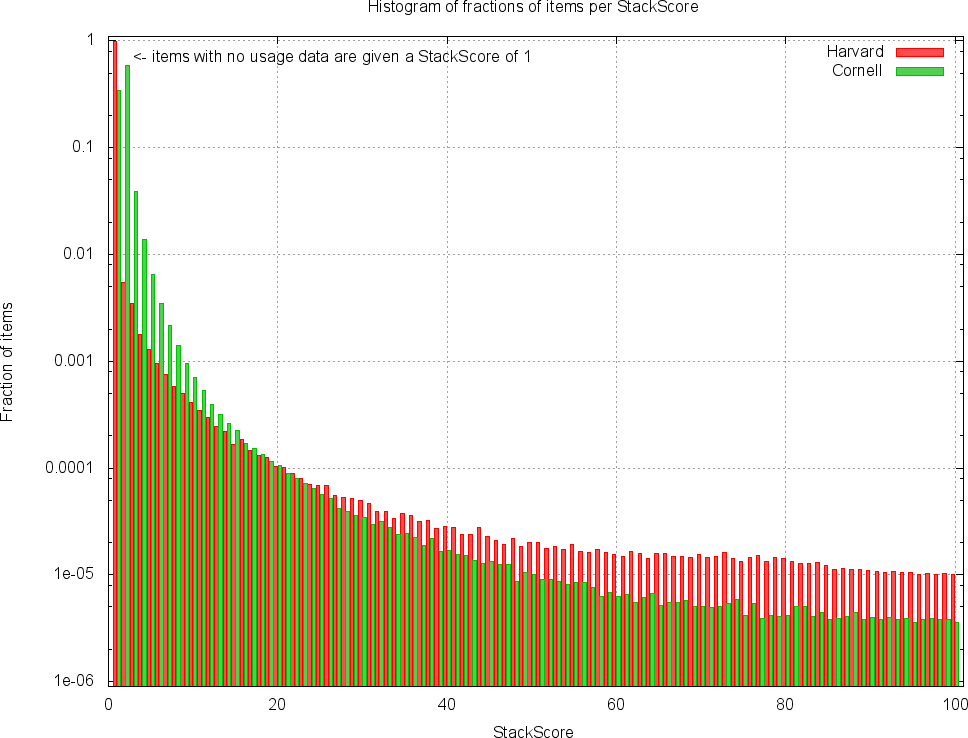 Histogram of fractions of items per StackScore
<- items with no usage data are given a StackScore of 1
Harvard
Cornell
1
0.1
0.01
0.001
0.0001
1e-05
1e-06
Fraction of items
0 20 40 60 80 100
StackScore